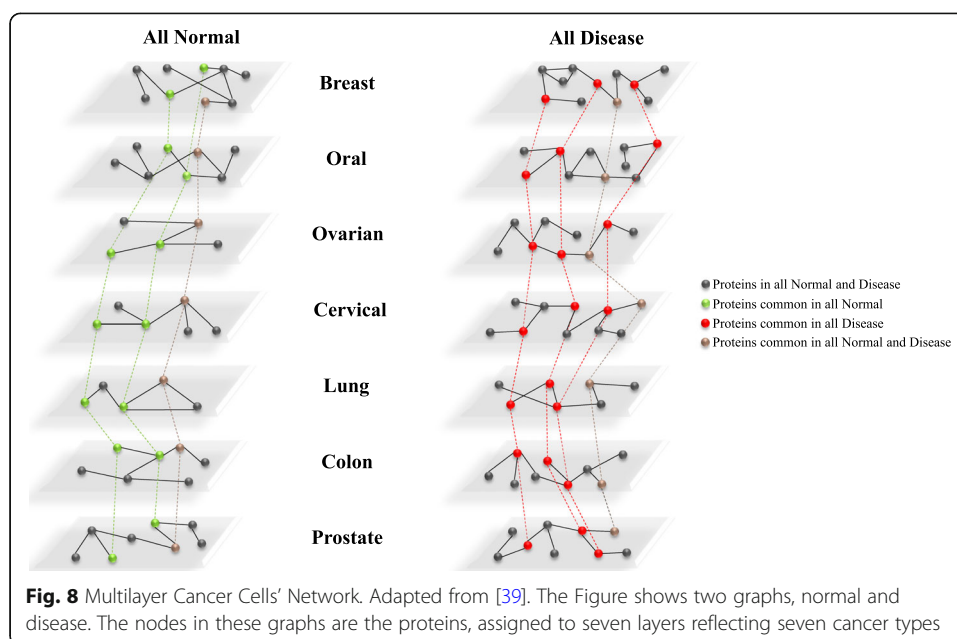 All Normal
All Disease
Breast
Oral
Ovarian
Cervical
Lung
Colon
Prostate
Proteins in all Normal and Disease
Proteins common in all Normal
Proteins common in all Disease
Proteins common in all Normal and Disease
Fig. 8 Multilayer Cancer Cells' Network. Adapted from [39]. The Figure shows two graphs, normal and
disease. The nodes in these graphs are the proteins, assigned to seven layers reflecting seven cancer types